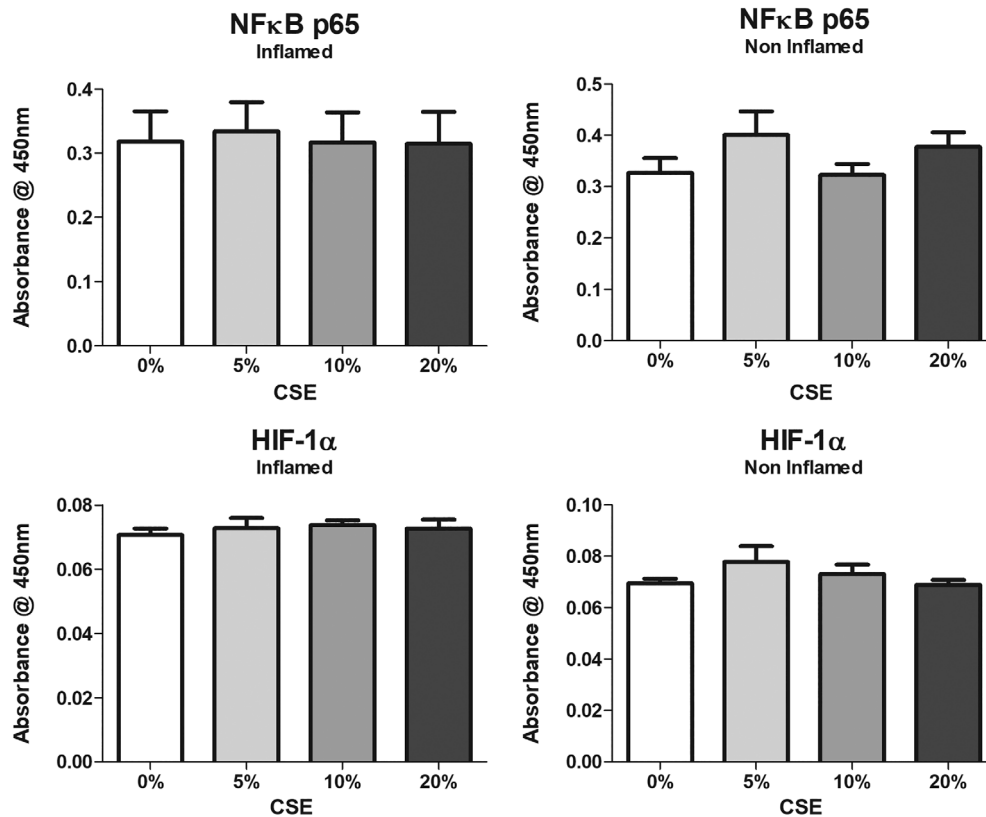 NFκB p65
Inflamed
Absorbance @ 450nm
0.4
0.3
0.2
0.1
0.0
0% 5% 10% 20%
CSE
NFκB p65
Non Inflamed
Absorbance @ 450nm
0.5
0.4
0.3
0.2
0.1
0.0
0% 5% 10% 20%
CSE
HIF-1α
Inflamed
Absorbance @ 450nm
0.08
0.06
0.04
0.02
0.00
0% 5% 10% 20%
CSE
HIF-1α
Non Inflamed
Absorbance @ 450nm
0.10
0.08
0.06
0.04
0.02
0.00
0% 5% 10% 20%
CSE